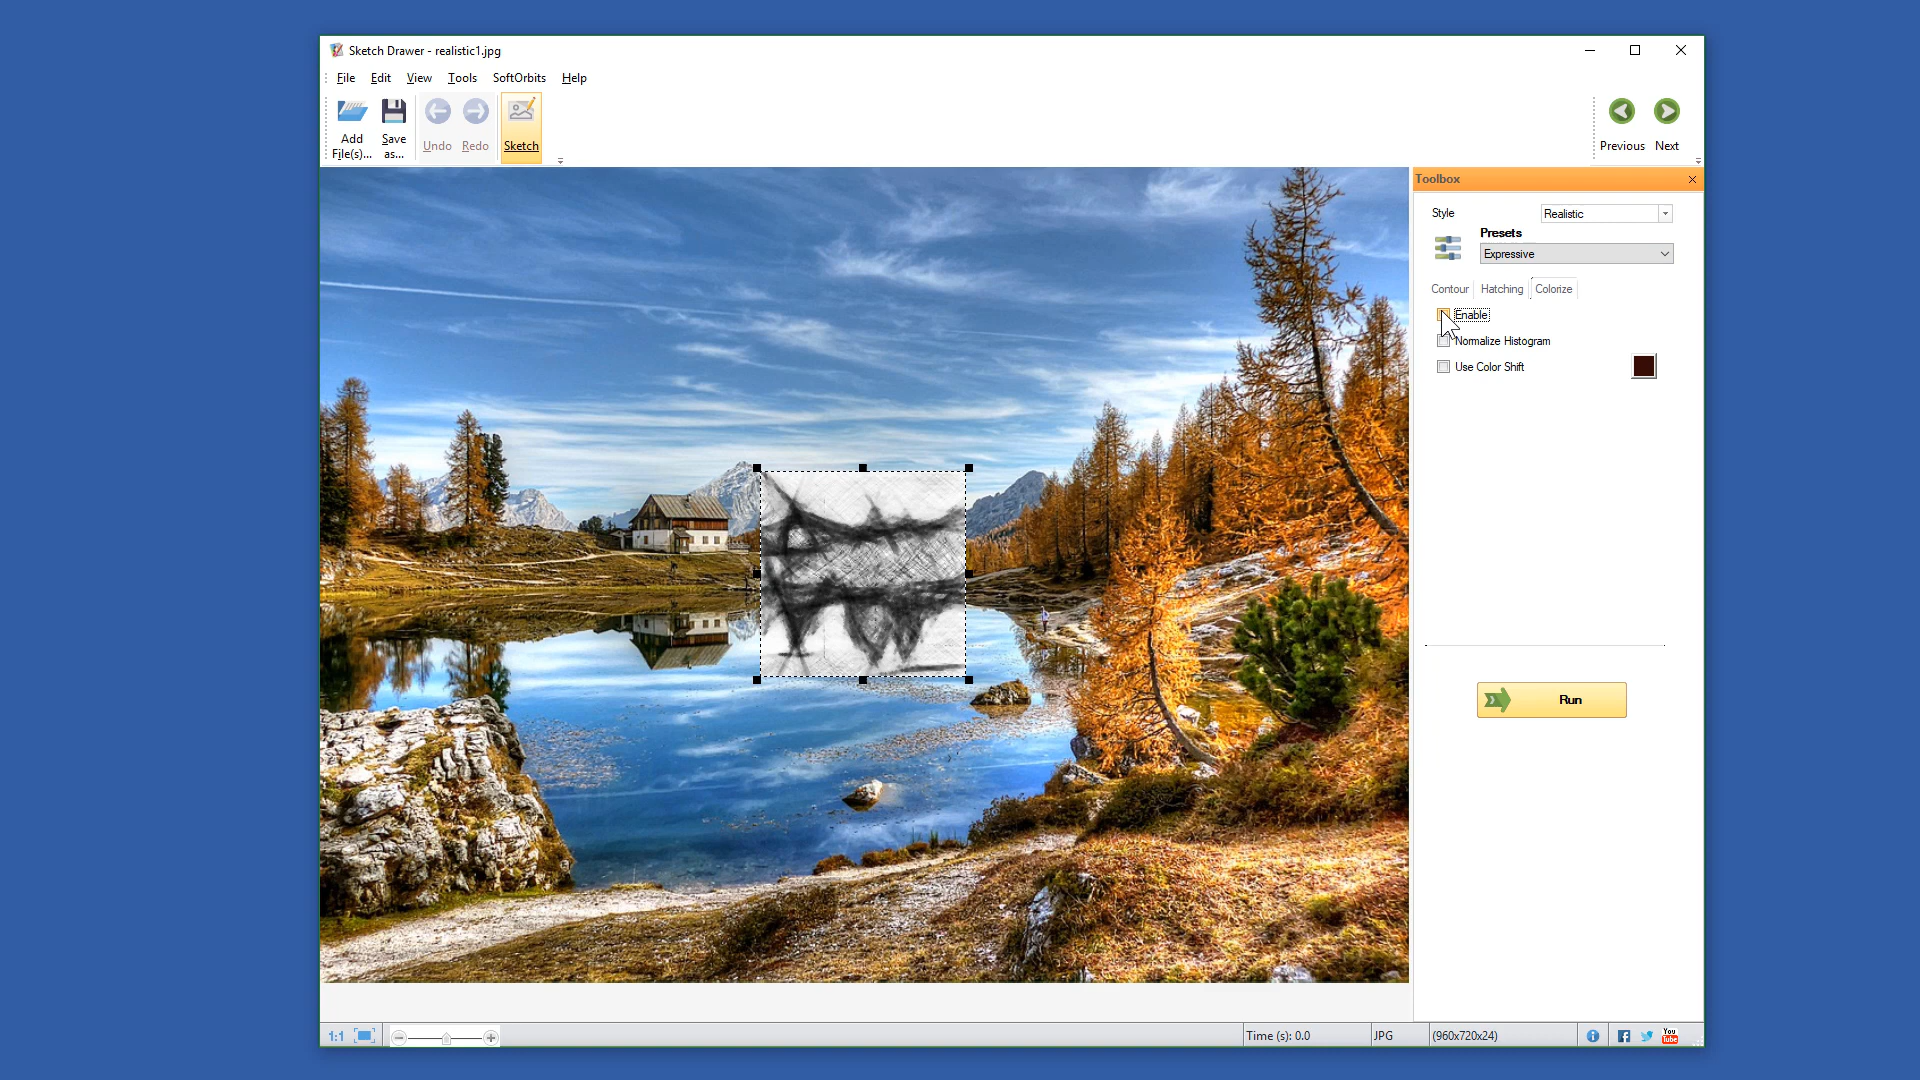 Sketch Drawer - realistic1.jpg
File Edit View Tools SoftOrbits Help
Add File(s)...
Save as...
Undo
Redo
Sketch
Previous
Next
Toolbox
Style
Realistic
Presets
Expressive
Contour Hatching Colorize
Enable
Normalize Histogram
Use Color Shift
Run
1:1
Time (s): 0.0
JPG
(960x720x24)
You
Tube